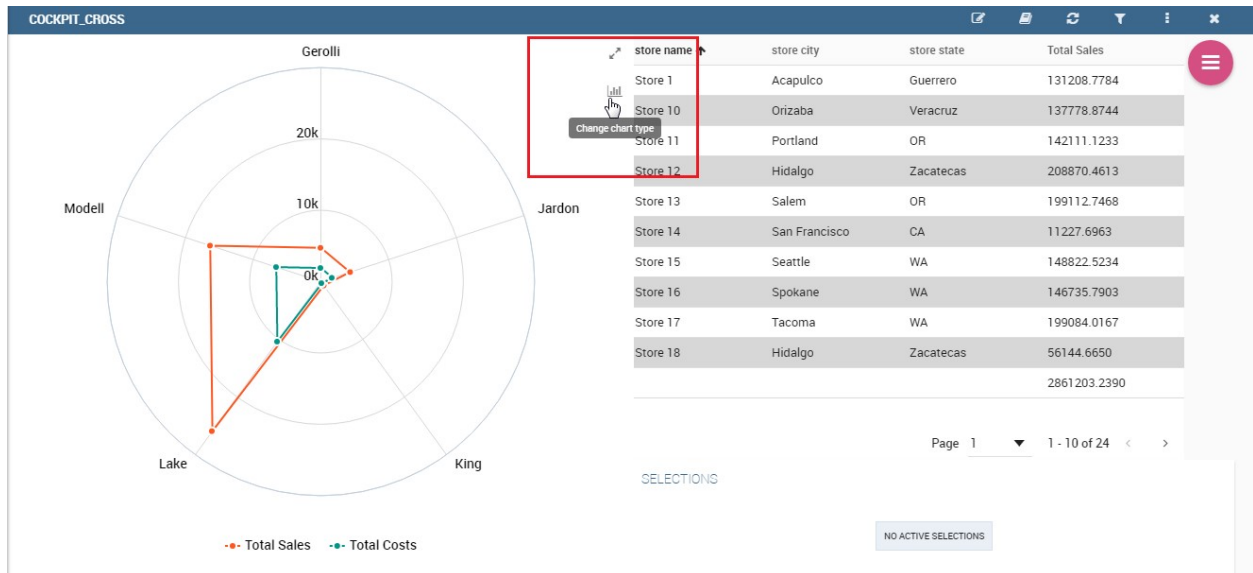 COCKPIT_CROSS
Gerolli
20k
10k
0k
Modell
Jardon
Lake
King
Total Sales Total Costs
Change chart type
store name store city store state Total Sales
Store 1 Acapulco Guerrero 131208.7784
Store 10 Orizaba Veracruz 137778.8744
Store 11 Portland OR 142111.1233
Store 12 Hidalgo Zacatecas 208870.4613
Store 13 Salem OR 199112.7468
Store 14 San Francisco CA 11227.6963
Store 15 Seattle WA 148822.5234
Store 16 Spokane WA 146735.7903
Store 17 Tacoma WA 199084.0167
Store 18 Hidalgo Zacatecas 56144.6650
2861203.2390
Page 1 1 - 10 of 24
SELECTIONS
NO ACTIVE SELECTIONS